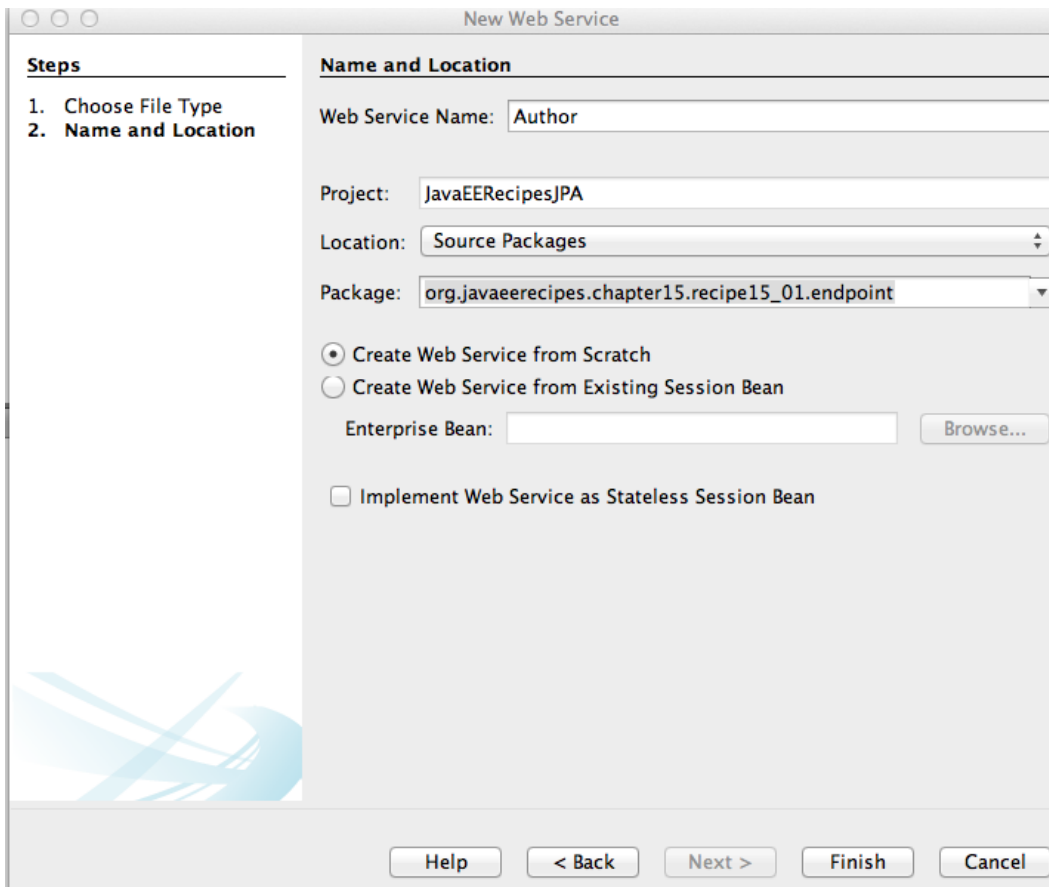 New Web Service
Steps
1. Choose File Type
2. Name and Location
Name and Location
Web Service Name: Author
Project: JavaEERecipesJPA
Location: Source Packages
Package: org.javaeerecipes.chapter15.recipe15_01.endpoint
Create Web Service from Scratch
Create Web Service from Existing Session Bean
Enterprise Bean: Browse...
Implement Web Service as Stateless Session Bean
Help < Back Next > Finish Cancel